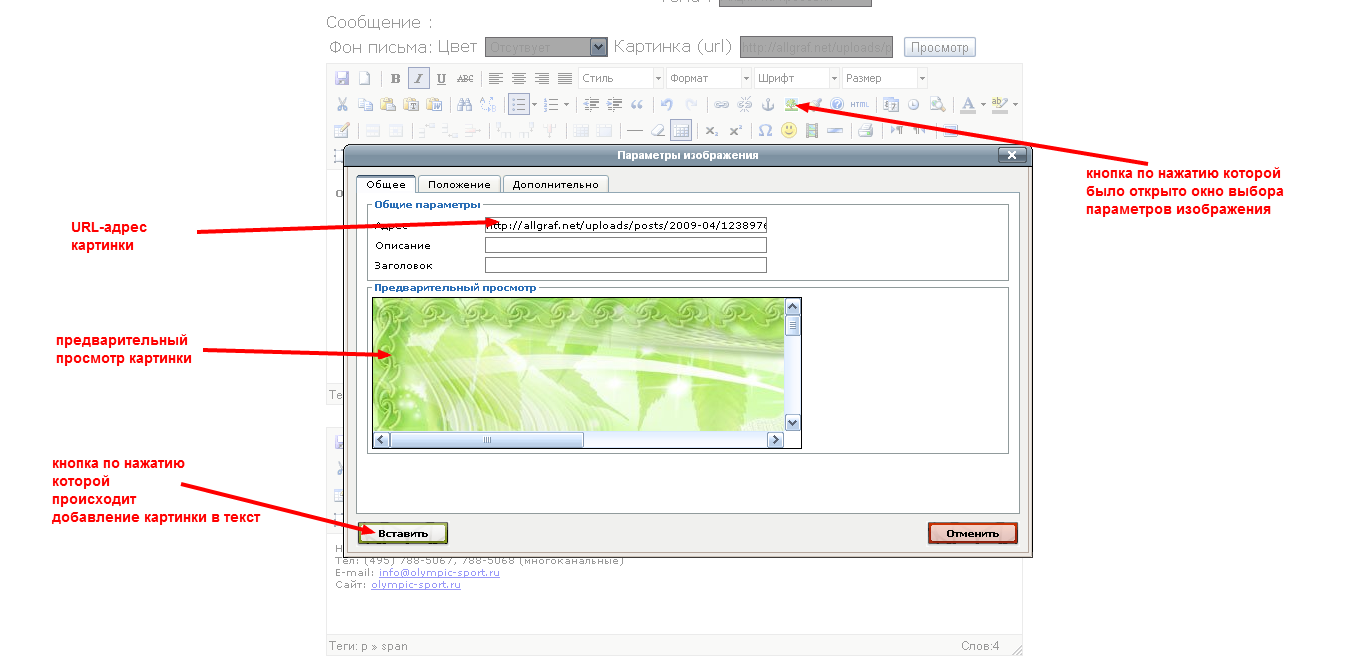 Сообщение :
Фон письма: Цвет Отсутвует Картинка (url) http://allgraf.net/uploads/p Просмотр
B I U ABC Стиль Формат Шрифт Размер
HTML
Параметры изображения
Общее Положение Дополнительно
кнопка по нажатию которой
было открыто окно выбора
параметров изображения
Общие параметры
URL-адрес
картинки
Адрес http://allgraf.net/uploads/posts/2009-04/1238976
Описание
Заголовок
Предварительный просмотр
предварительный
просмотр картинки
кнопка по нажатию
которой
происходит
добавление картинки в текст
Вставить Отменить
Тел: (495) 788-5067, 788-5068 (многоканальные)
E-mail: info@olympic-sport.ru
Сайт: olympic-sport.ru
Теги: p » span Слов:4